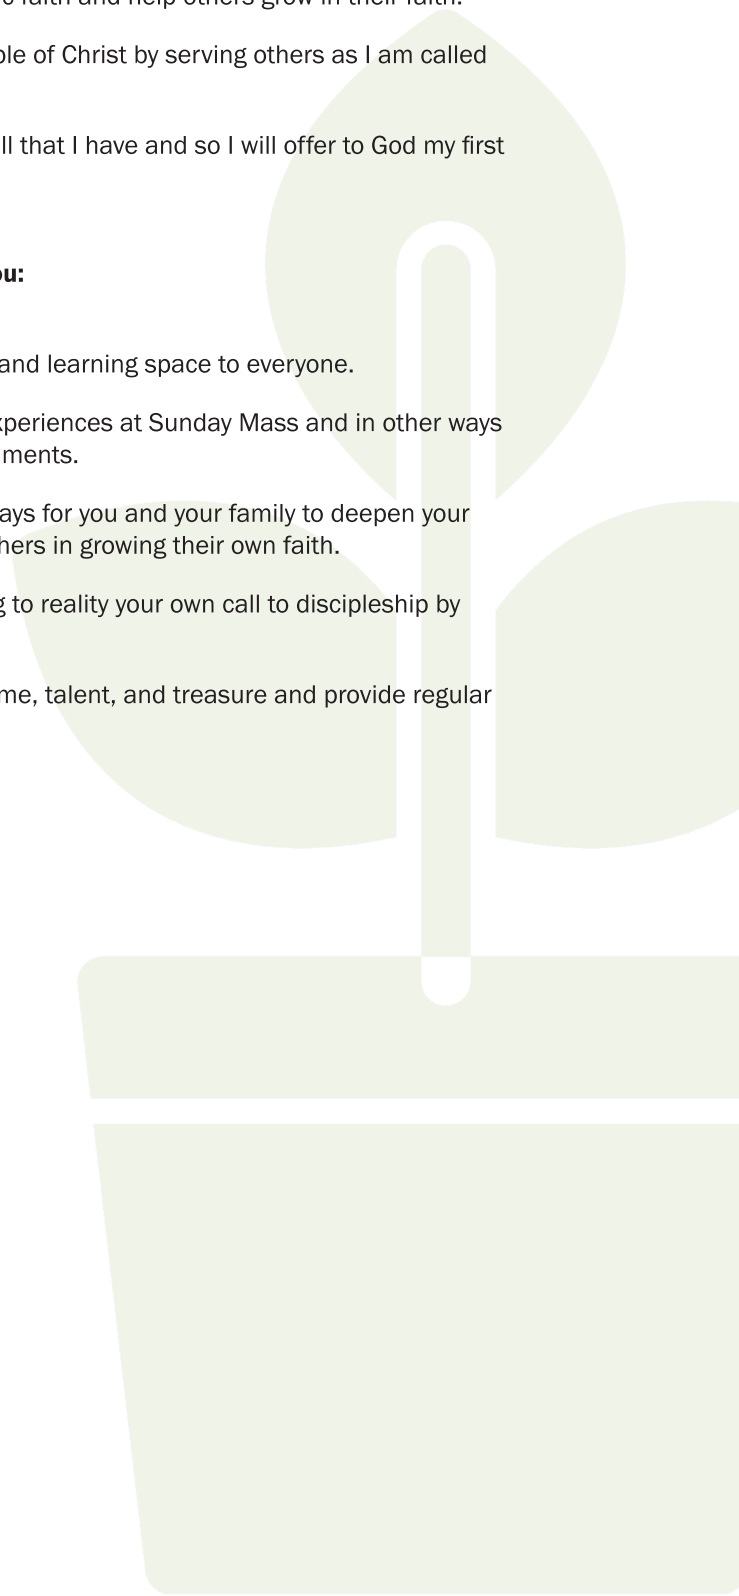 faith and help others grow in their faith.
ple of Christ by serving others as I am called
ll that I have and so I will offer to God my first
ou:
and learning space to everyone.
xperiences at Sunday Mass and in other ways
ments.
ays for you and your family to deepen your
hers in growing their own faith.
g to reality your own call to discipleship by
me, talent, and treasure and provide regular